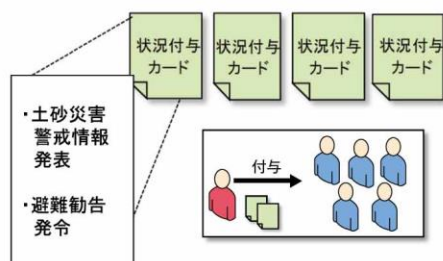 状況付与
カード
状況付与
カード
状況付与
カード
状況付与
カード
・土砂災害
警戒情報
発表
・避難勧告
発令
付与